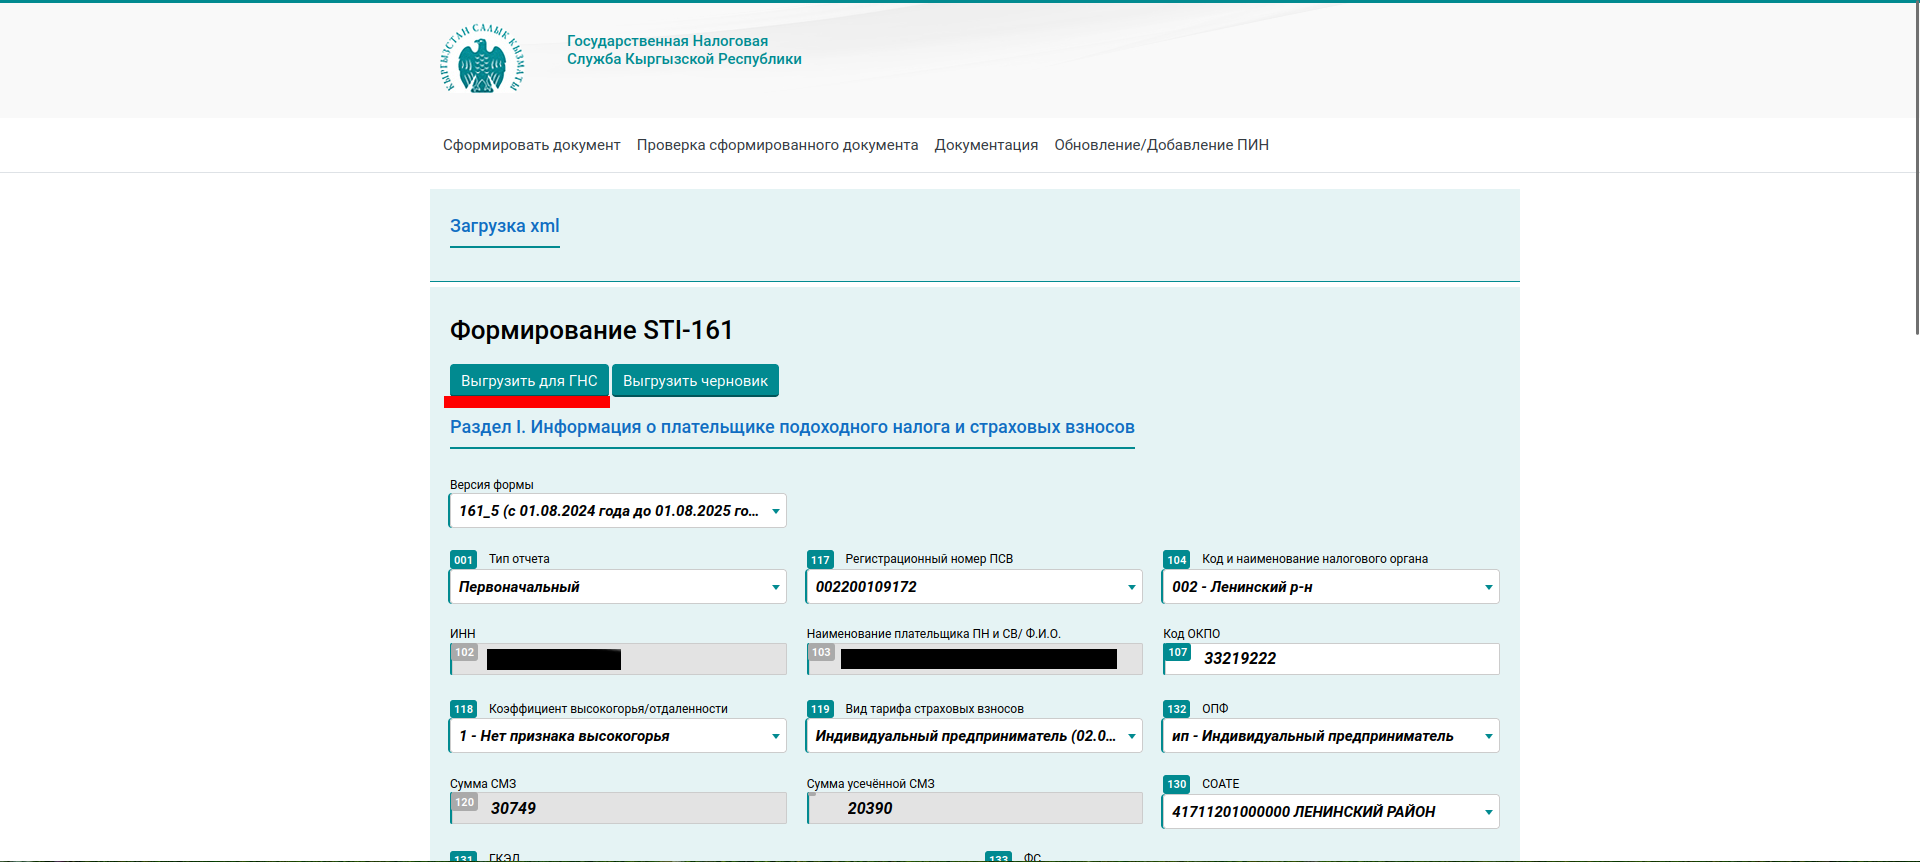 КЫРГЫЗСТАН САЛЫК КЫЗМАТЫ
Государственная Налоговая
Служба Кыргызской Республики
Сформировать документ Проверка сформированного документа Документация Обновление/Добавление ПИН
Загрузка xml
Формирование STI-161
Выгрузить для ГНС Выгрузить черновик
Раздел I. Информация о плательщике подоходного налога и страховых взносов
Версия формы
161_5 (с 01.08.2024 года до 01.08.2025 го...
001 Тип отчета 117 Регистрационный номер ПСВ 104 Код и наименование налогового органа
Первоначальный 002200109172 002 - Ленинский р-н
ИНН Наименование плательщика ПН и СВ/ Ф.И.О. Код ОКПО
102 103 107 33219222
118 Коэффициент высокогорья/отдаленности 119 Вид тарифа страховых взносов 132 ОПФ
1 - Нет признака высокогорья Индивидуальный предприниматель (02.0... ип - Индивидуальный предприниматель
Сумма СМЗ Сумма усечённой СМЗ 130 СОАТЕ
120 30749 20390 41711201000000 ЛЕНИНСКИЙ РАЙОН
131 ГКЭД 133 ФС